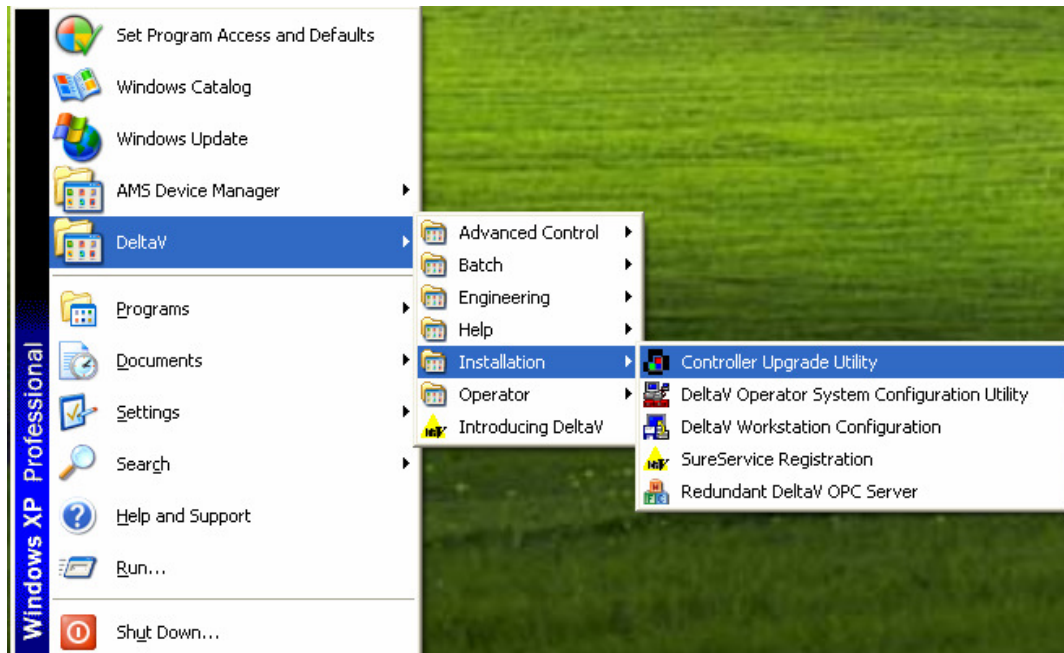 Set Program Access and Defaults
Windows Catalog
Windows Update
AMS Device Manager
DeltaV
Programs
Documents
Settings
Search
Help and Support
Run...
Shut Down...
Windows XP Professional
Advanced Control
Batch
Engineering
Help
Installation
Operator
Introducing DeltaV
Controller Upgrade Utility
DeltaV Operator System Configuration Utility
DeltaV Workstation Configuration
SureService Registration
Redundant DeltaV OPC Server